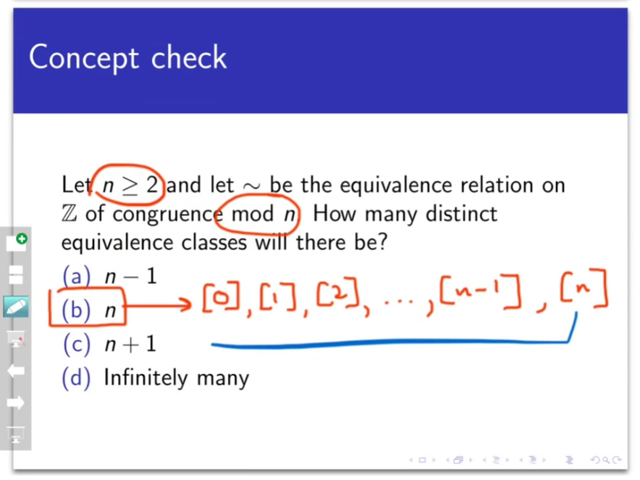 Concept check
Let n ≥ 2 and let ∼ be the equivalence relation on
ℤ of congruence mod n. How many distinct
equivalence classes will there be?
(a) n − 1
(b) n → [0], [1], [2], ..., [n-1], [n]
(c) n + 1
(d) Infinitely many